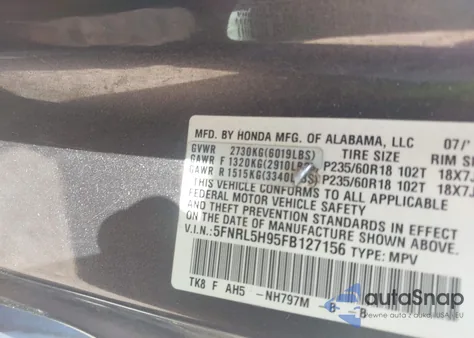 MFD. BY HONDA MFG. OF ALABAMA, LLC 07/
GVWR 2730KG(6019LBS) TIRE SIZE RIM S
GAWR F 1320KG(2910LBS) P235/60R18 102T 18X7.
GAWR R 1515KG(3340LBS) P235/60R18 102T 18X7.
THIS VEHICLE CONFORMS TO ALL APPLICABLE
FEDERAL MOTOR VEHICLE SAFETY
AND BUMPER STANDARDS IN EFFECT
ON THE DATE OF MANUFACTURE SHOWN ABOVE.
V.I.N.:5FNRL5H95FB127156 TYPE: MPV
TK8 F AH5 -NH797M -B -B
autoSnap